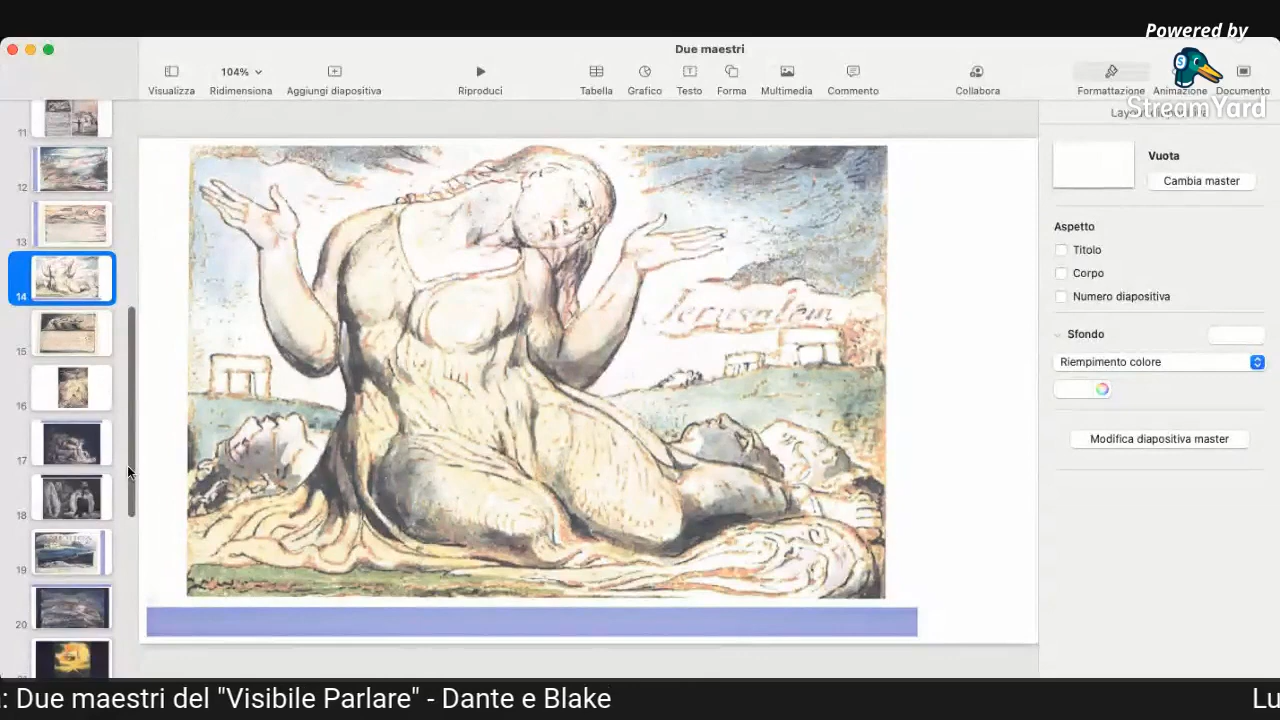 Powered by
StreamYard
Due maestri
104%
Visualizza
Ridimensiona
Aggiungi diapositiva
Riproduci
Tabella
Grafico
Testo
Forma
Multimedia
Commento
Collabora
Formattazione
Animazione
Documento
Vuota
Cambia master
Aspetto
Titolo
Corpo
Numero diapositiva
Sfondo
Riempimento colore
Modifica diapositiva master
11
12
13
14
15
16
17
18
19
20
Jerusalem
: Due maestri del "Visibile Parlare" - Dante e Blake
Lu